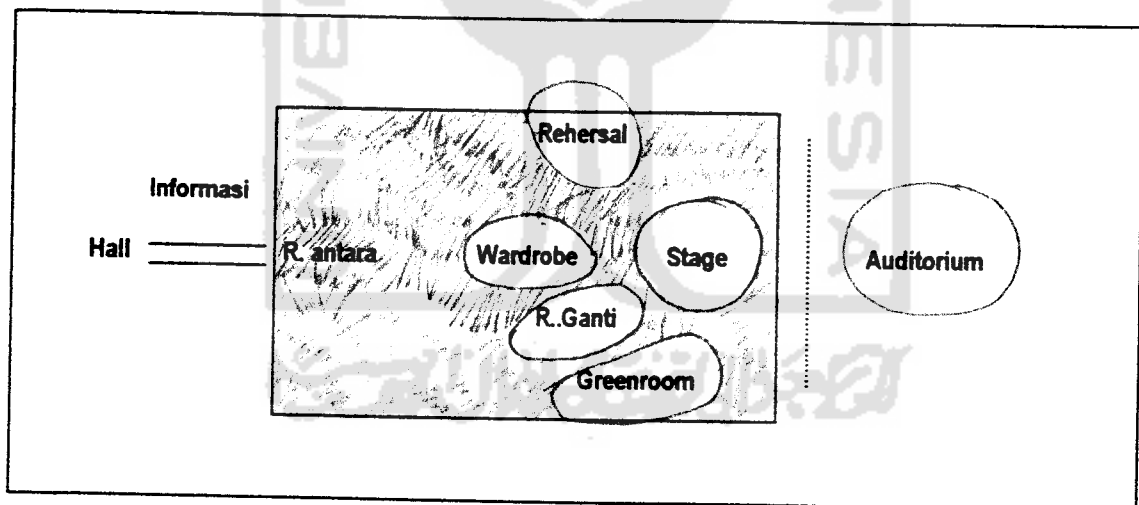 Rehersal
Informasi
Hall
R. antara
Wardrobe
Stage
Auditorium
R..Ganti
Greenroom